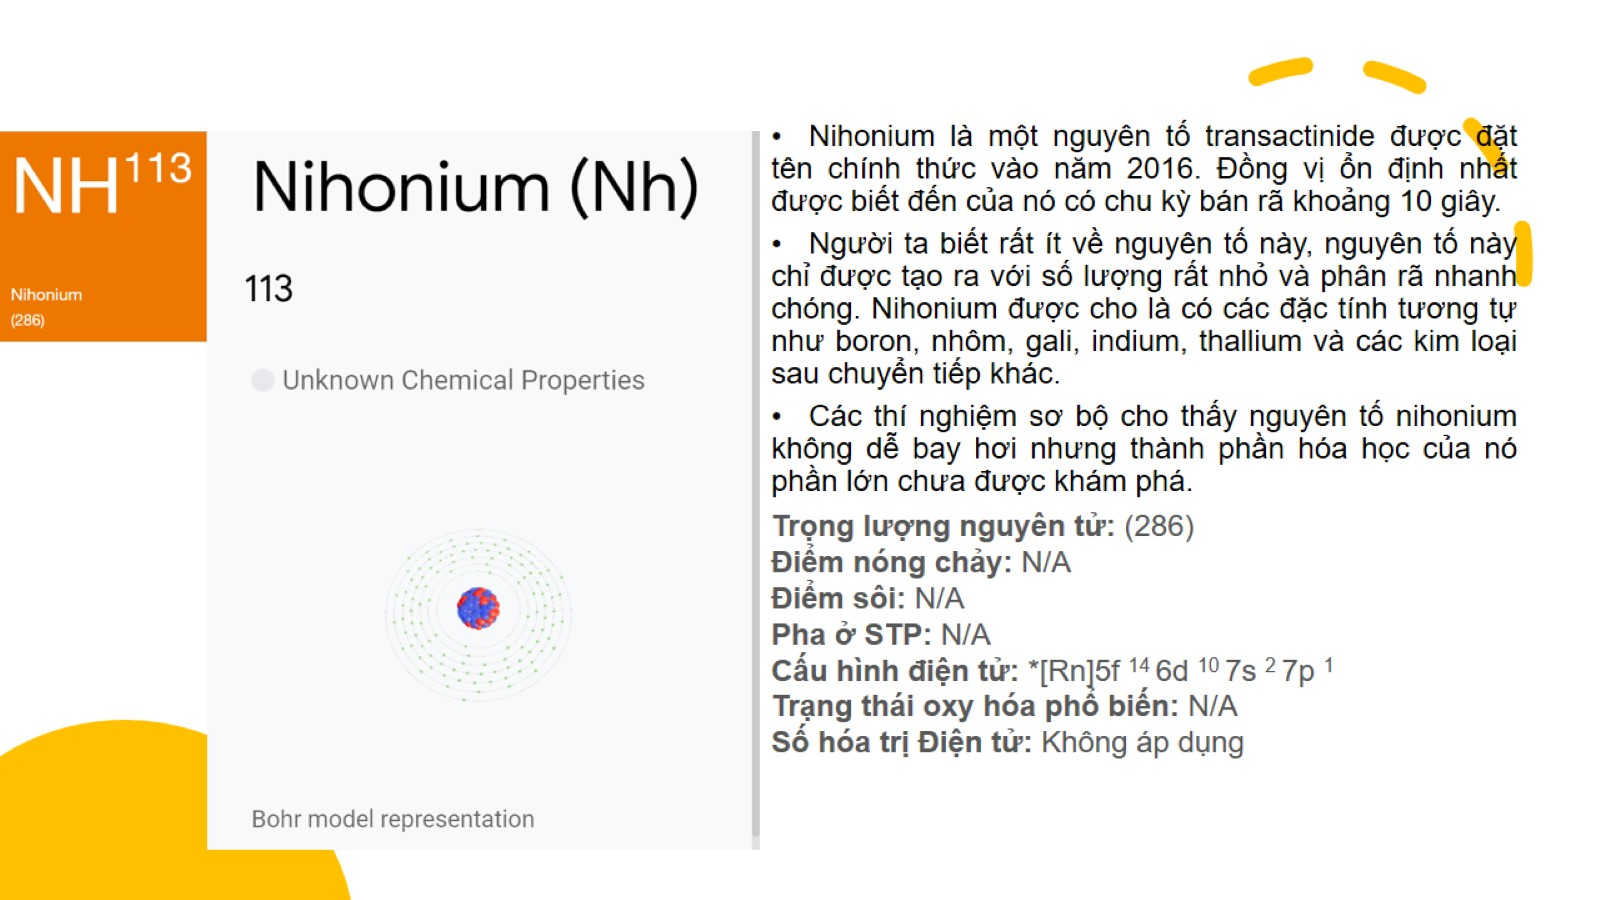 NH113
Nihonium
(286)
Nihonium (Nh)
113
Unknown Chemical Properties
Bohr model representation
• Nihonium là một nguyên tố transactinide được đặt
tên chính thức vào năm 2016. Đồng vị ổn định nhất
được biết đến của nó có chu kỳ bán rã khoảng 10 giây.
• Người ta biết rất ít về nguyên tố này, nguyên tố này
chỉ được tạo ra với số lượng rất nhỏ và phân rã nhanh
chóng. Nihonium được cho là có các đặc tính tương tự
như boron, nhôm, gali, indium, thallium và các kim loại
sau chuyển tiếp khác.
• Các thí nghiệm sơ bộ cho thấy nguyên tố nihonium
không dễ bay hơi nhưng thành phần hóa học của nó
phần lớn chưa được khám phá.
Trọng lượng nguyên tử: (286)
Điểm nóng chảy: N/A
Điểm sôi: N/A
Pha ở STP: N/A
Cấu hình điện tử: *[Rn]5f 14 6d 10 7s 2 7p 1
Trạng thái oxy hóa phổ biến: N/A
Số hóa trị Điện tử: Không áp dụng